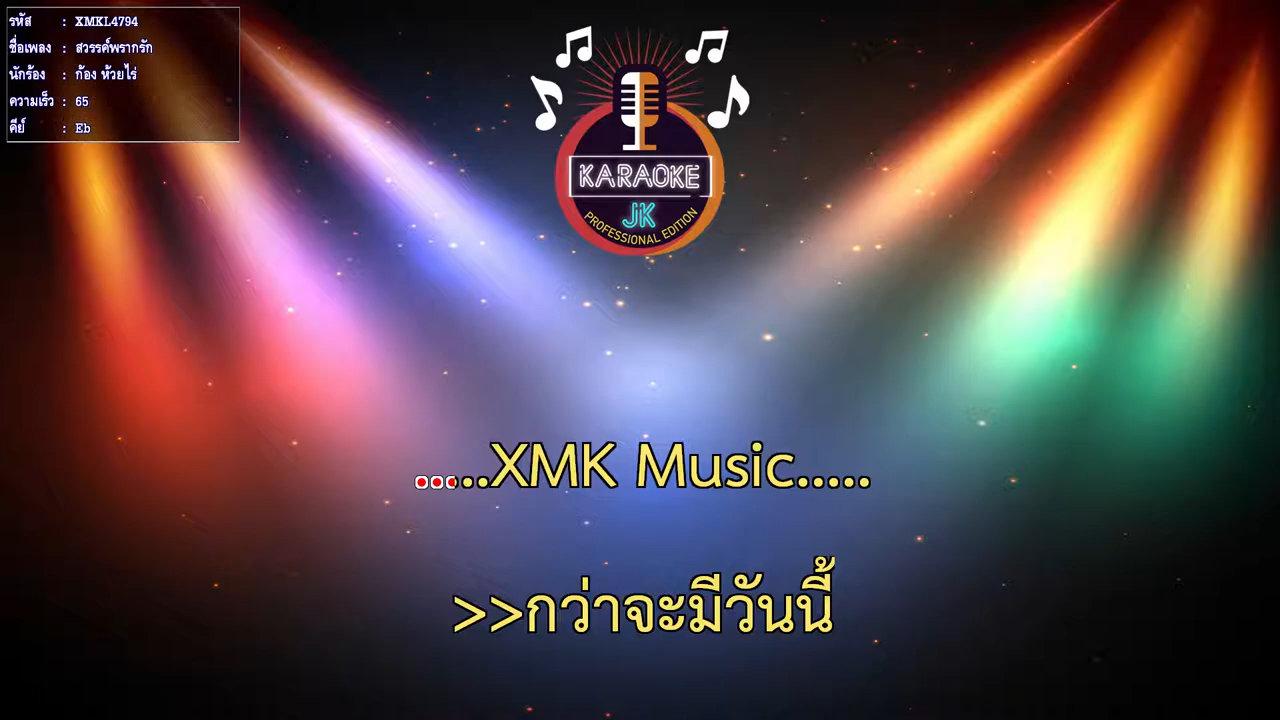 รหัส : XMKL4794
ชื่อเพลง : สวรรค์พรากรัก
นักร้อง : ก้อง ห้วยไร่
ความเร็ว : 65
คีย์ : Eb
KARAOKE
JK
PROFESSIONAL EDITION
.....XMK Music.....
>>กว่าจะมีวันนี้